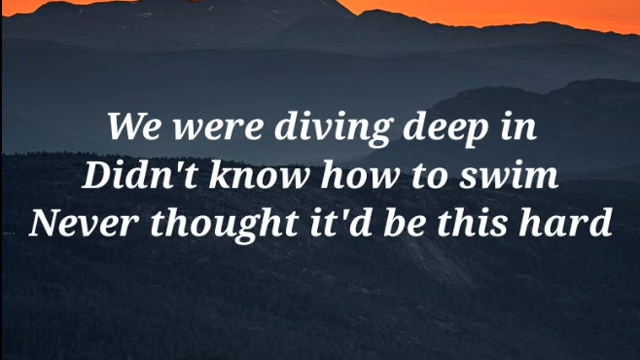 We were diving deep in
Didn't know how to swim
Never thought it'd be this hard